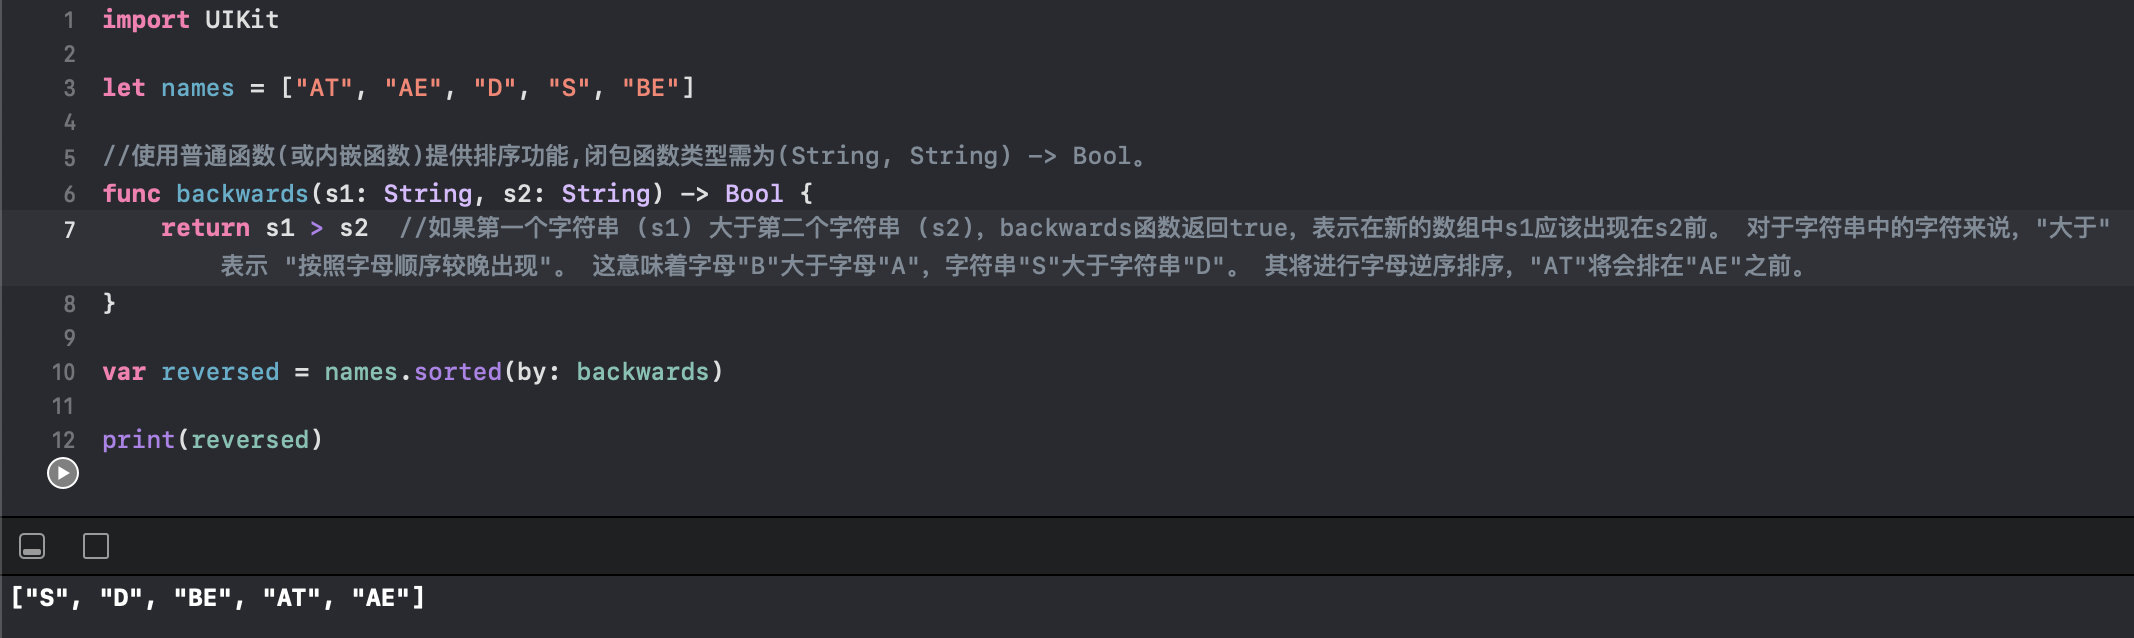 1 import UIKit
2
3 let names = ["AT", "AE", "D", "S", "BE"]
4
5 //使用普通函数(或内嵌函数)提供排序功能,闭包函数类型需为(String, String) -> Bool。
6 func backwards(s1: String, s2: String) -> Bool {
7     return s1 > s2  //如果第一个字符串 (s1) 大于第二个字符串 (s2)，backwards函数返回true，表示在新的数组中s1应该出现在s2前。 对于字符串中的字符来说，"大于"
表示 "按照字母顺序较晚出现"。 这意味着字母"B"大于字母"A"，字符串"S"大于字符串"D"。 其将进行字母逆序排序，"AT"将会排在"AE"之前。
8 }
9
10 var reversed = names.sorted(by: backwards)
11
12 print(reversed)
["S", "D", "BE", "AT", "AE"]